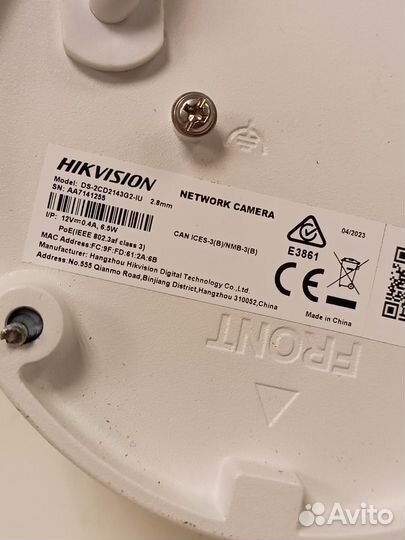 HIKVISION
NETWORK CAMERA
Model: DS-2CD2143G2-IU 2.8mm
SN: AA7141255
I/P: 12V⎓0.4A, 6.5W
PoE(IEEE 802.3af class 3)
MAC Address:FC:9F:FD:61:2A:6B
Manufacturer: Hangzhou Hikvision Digital Technology Co.,Ltd.
Address:No.555 Qianmo Road,Binjiang District,Hangzhou 310052,China
CAN ICES-3(B)/NMB-3(B)
E3861
04/2023
Made in China
FRONT
Avito